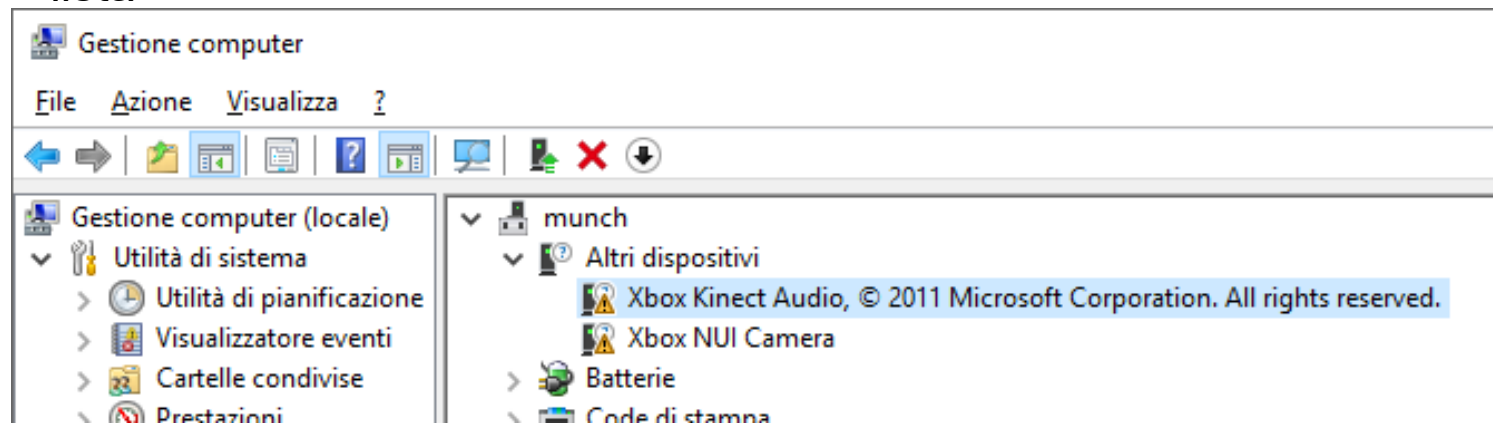 Gestione computer
File Azione Visualizza ?
Gestione computer (locale)
Utilità di sistema
Utilità di pianificazione
Visualizzatore eventi
Cartelle condivise
Prestazioni
munch
Altri dispositivi
Xbox Kinect Audio, © 2011 Microsoft Corporation. All rights reserved.
Xbox NUI Camera
Batterie
Code di stampa